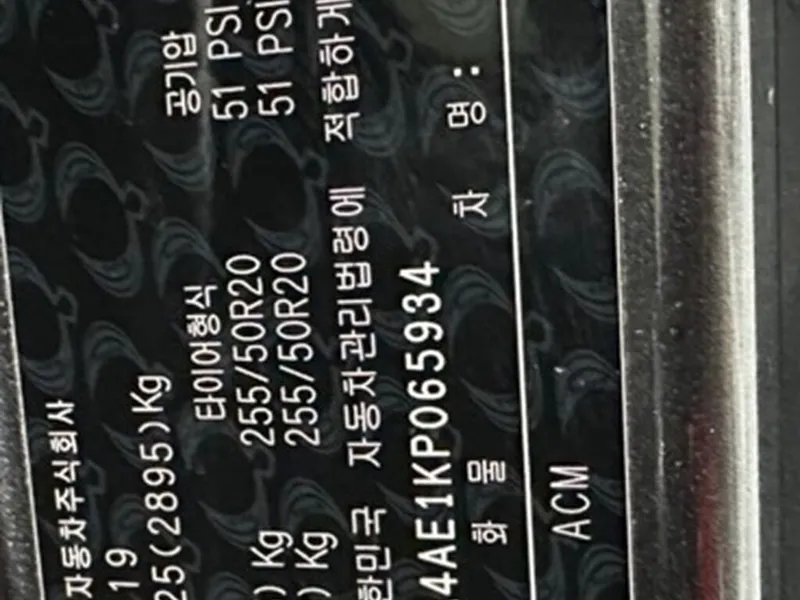 자동차주식회사
19
25(2895)Kg
타이어형식 공기압
) Kg 255/50R20 51 PSI
) Kg 255/50R20 51 PSI
한민국 자동차관리법령에 적합하게
4AE1KP065934
화 물 차 명:
ACM